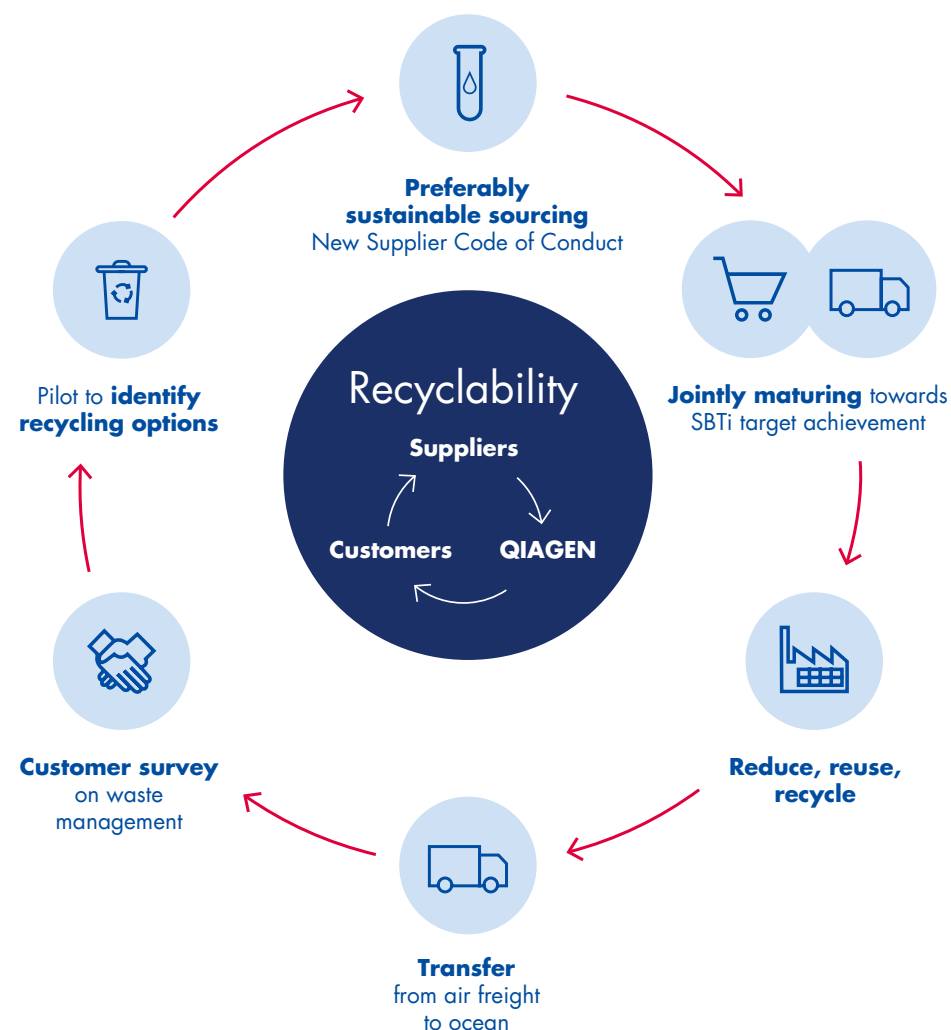 Preferably
sustainable sourcing
New Supplier Code of Conduct
Jointly maturing towards
SBTi target achievement
Reduce, reuse,
recycle
Transfer
from air freight
to ocean
Customer survey
on waste
management
Pilot to identify
recycling options
Recyclability
Suppliers
QIAGEN
Customers